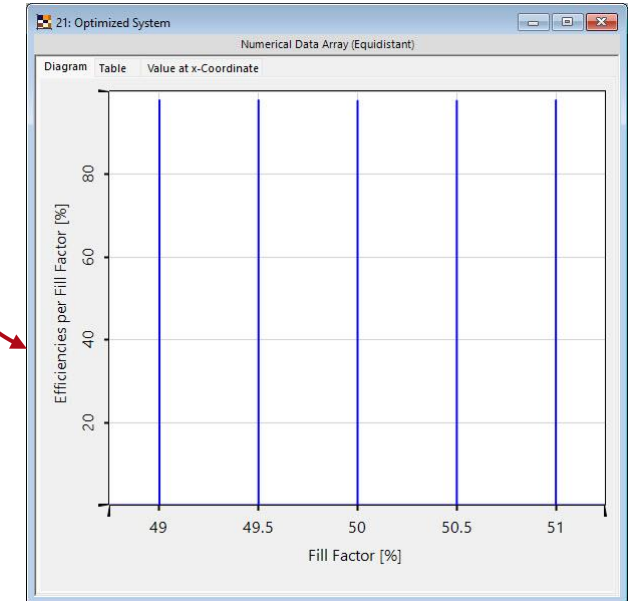 21: Optimized System
Numerical Data Array (Equidistant)
Diagram Table Value at x-Coordinate
Efficiencies per Fill Factor [%]
80
60
40
20
49 49.5 50 50.5 51
Fill Factor [%]